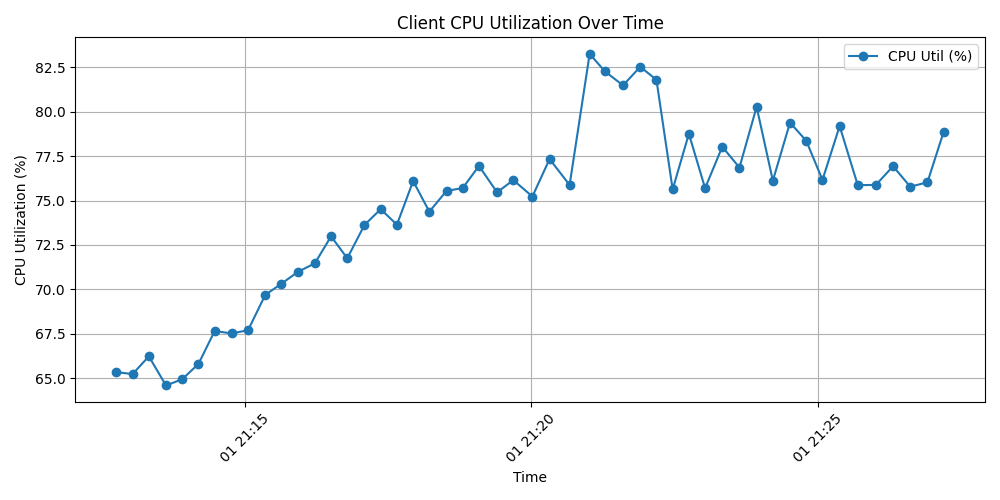 Client CPU Utilization Over Time
CPU Util (%)
CPU Utilization (%)
82.5
80.0
77.5
75.0
72.5
70.0
67.5
65.0
01 21:15
01 21:20
01 21:25
Time